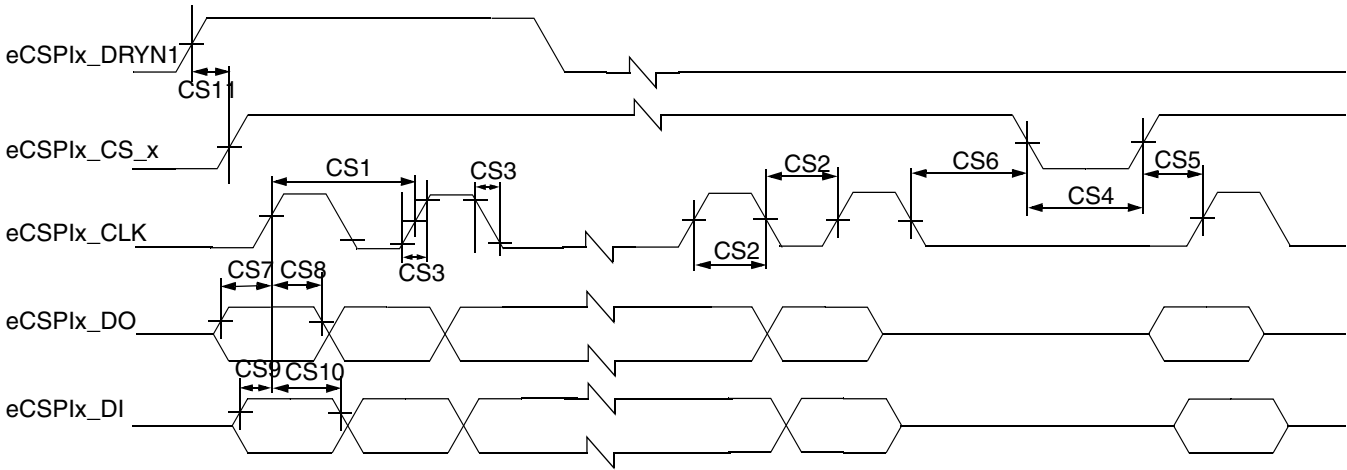 eCSPIx_DRYN1
CS11
eCSPIx_CS_x
CS1
CS3
CS2
CS6
CS5
CS4
eCSPIx_CLK
CS3
CS2
CS7
CS8
eCSPIx_DO
CS9
CS10
eCSPIx_DI